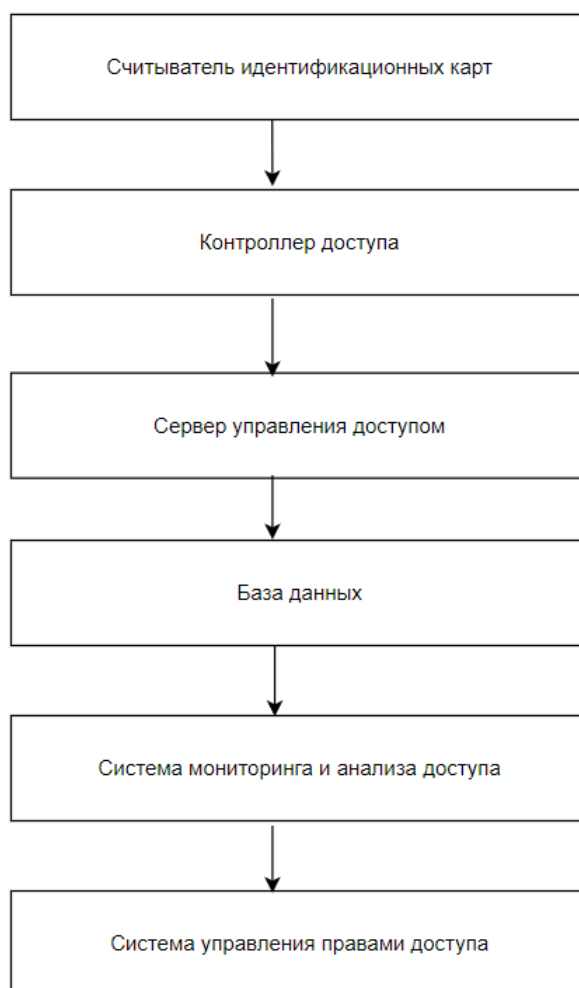 Считыватель идентификационных карт
Контроллер доступа
Сервер управления доступом
База данных
Система мониторинга и анализа доступа
Система управления правами доступа